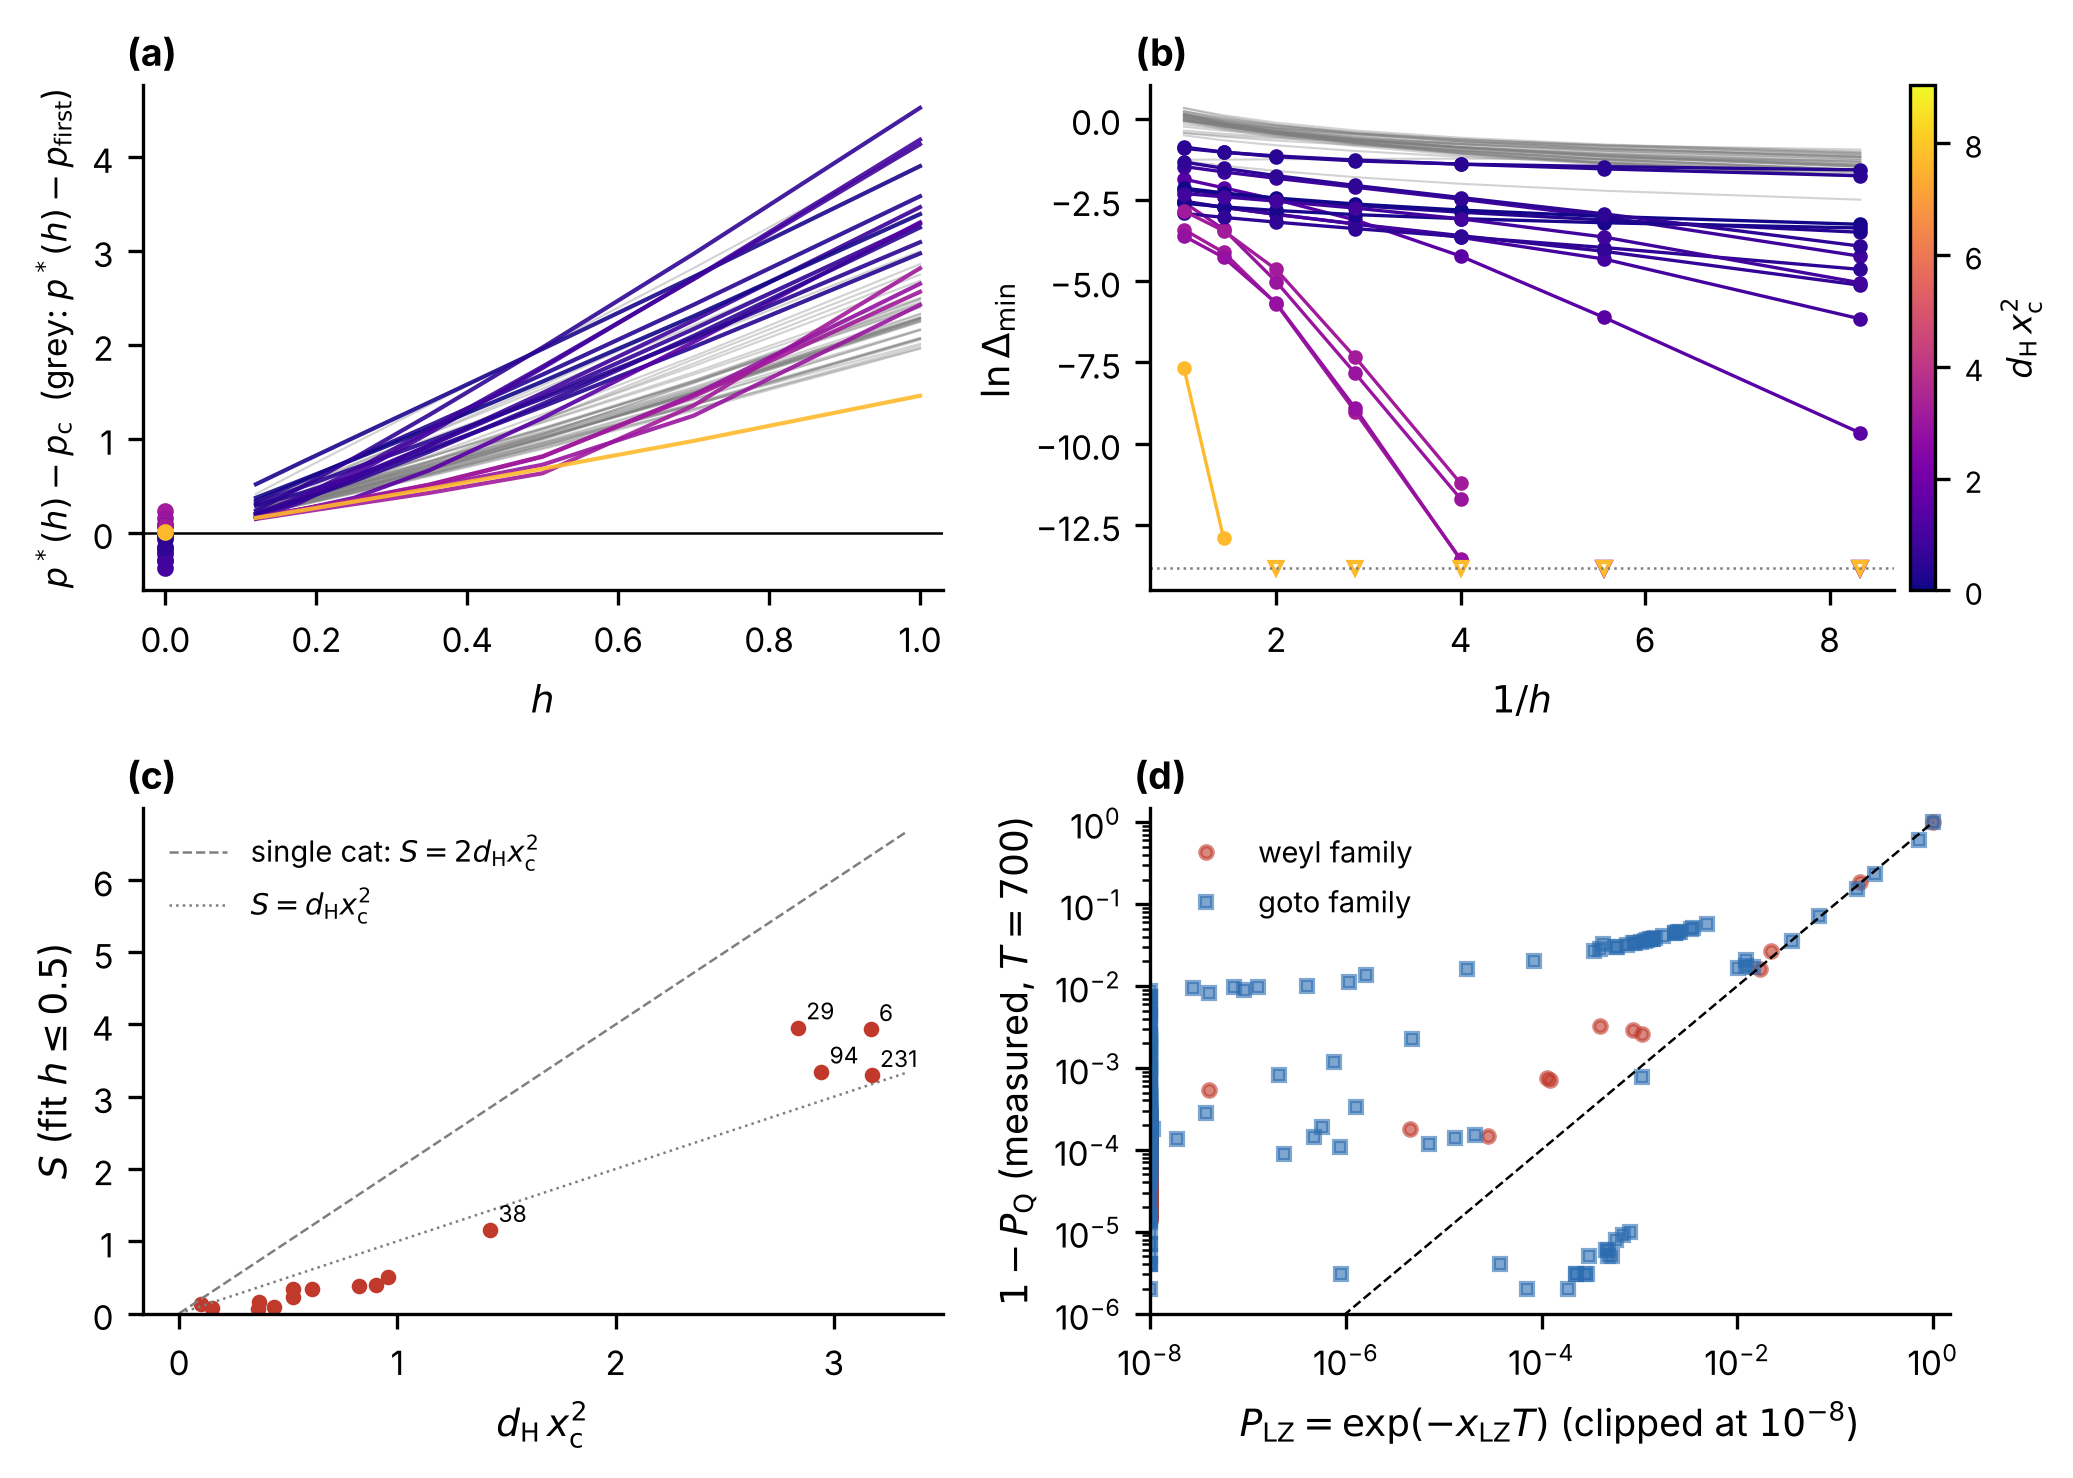 (a)
p*(h) − p_c (grey: p*(h) − p_first)
4
3
2
1
0
0.0 0.2 0.4 0.6 0.8 1.0
h
(b)
ln Δ_min
0.0
−2.5
−5.0
−7.5
−10.0
−12.5
2 4 6 8
1/h
8
6
4
2
0
d_H x_c^2
(c)
single cat: S = 2d_H x_c^2
S = d_H x_c^2
S (fit h ≤ 0.5)
6
5
4
3
2
1
0
29
6
94
231
38
0 1 2 3
d_H x_c^2
(d)
weyl family
goto family
1 − P_Q (measured, T = 700)
10^0
10^−1
10^−2
10^−3
10^−4
10^−5
10^−6
10^−8 10^−6 10^−4 10^−2 10^0
P_LZ = exp(−x_LZ T) (clipped at 10^−8)